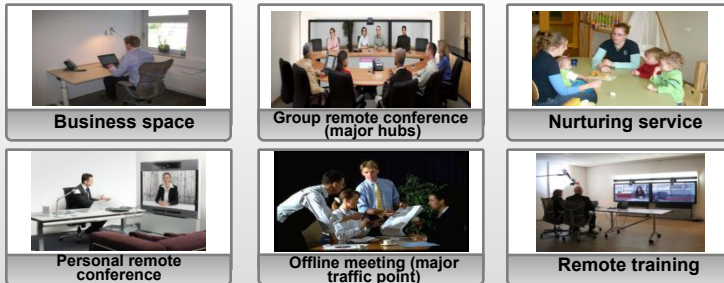 Business space
Group remote conference
(major hubs)
Nurturing service
Personal remote
conference
Offline meeting (major
traffic point)
Remote training